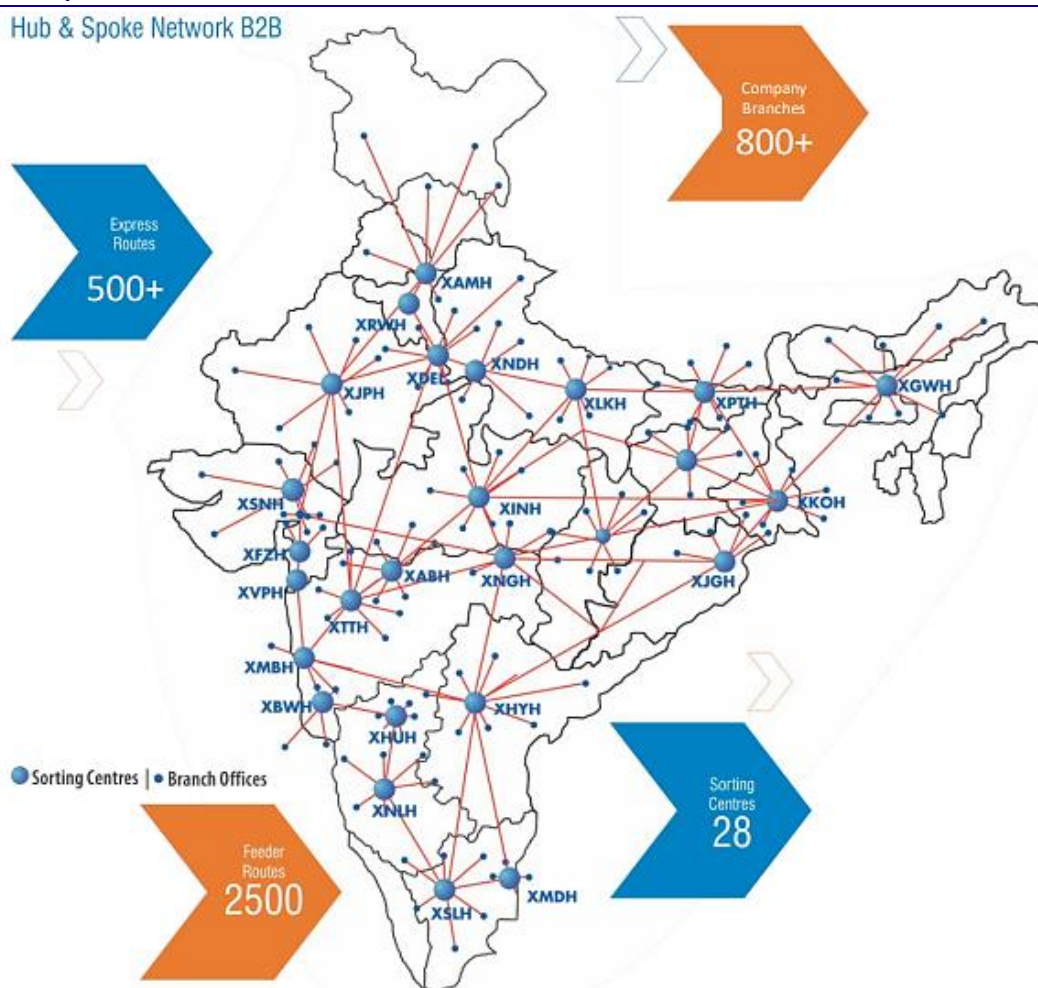 Hub & Spoke Network B2B
Company
Branches
800+
Express
Routes
500+
XAMH
XRWH
XDEL
XNDH
XJPH
XLKH
XPTH
XGWH
XSNH
XINH
XKOH
XFZH
XABH
XNGH
XJGH
XVPH
XTTH
XMBH
XBWH
XHYH
XHUH
Sorting Centres | • Branch Offices
XNLH
Sorting
Centres
28
Feeder
Routes
2500
XMDH
XSLH